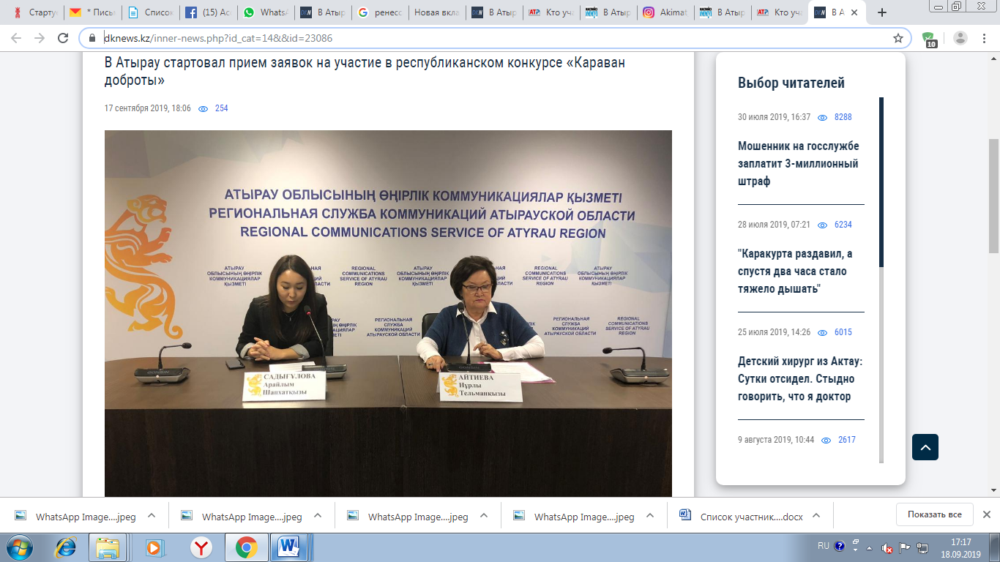 Стартуе
* Письм
Список
(15) Ас
WhatsA
В Атыр
ренесс
Новая вкла
В Атыр
Кто уча
В Атыр
Akimat
В Атыр
Кто уча
В А
dknews.kz/inner-news.php?id_cat=14&&id=23086
10
В Атырау стартовал прием заявок на участие в республиканском конкурсе «Караван
доброты»
17 сентября 2019, 18:06 254
АТЫРАУ ОБЛЫСЫНЫҢ ӨҢІРЛІК КОММУНИКАЦИЯЛАР ҚЫЗМЕТІ
РЕГИОНАЛЬНАЯ СЛУЖБА КОММУНИКАЦИЙ АТЫРАУСКОЙ ОБЛАСТИ
REGIONAL COMMUNICATIONS SERVICE OF ATYRAU REGION
АТЫРАУ
ОБЛЫСЫНЫҢ ӨҢІРЛІК
КОММУНИКАЦИЯЛАР
ҚЫЗМЕТІ
REGIONAL
COMMUNICATIONS
SERVICE OF ATYRAU
REGION
АТЫРАУ
ОБЛЫСЫНЫҢ ӨҢІРЛІК
КОММУНИКАЦИЯЛАР
ҚЫЗМЕТІ
REGIONAL
COMMUNICATIONS
SERVICE OF ATYRAU
REGION
АТЫРАУ
ОБЛЫСЫНЫҢ ӨҢІРЛІК
КОММУНИКАЦИЯЛАР
ҚЫЗМЕТІ
РЕГИОНАЛЬНАЯ
СЛУЖБА
КОММУНИКАЦИЙ
АТЫРАУСКОЙ ОБЛАСТИ
РЕГИОНАЛЬНАЯ
СЛУЖБА
КОММУНИКАЦИЙ
АТЫРАУСКОЙ ОБЛАСТИ
REGIONAL
COMMUNICATIONS
SERVICE OF ATYRAU
REGION
САДЫҒУЛОВА
Арайлым
Шапхатқызы
АЙТИЕВА
Нұрлы
Тельманқызы
Выбор читателей
30 июля 2019, 16:37 8288
Мошенник на госслужбе
заплатит 3-миллионный
штраф
28 июля 2019, 07:21 6234
"Каракурта раздавил, а
спустя два часа стало
тяжело дышать"
25 июля 2019, 14:26 6015
Детский хирург из Актау:
Сутки отсидел. Стыдно
говорить, что я доктор
9 августа 2019, 10:44 2617
WhatsApp Image....jpeg
WhatsApp Image....jpeg
WhatsApp Image....jpeg
WhatsApp Image....jpeg
Список участник....docx
Показать все
RU
17:17
18.09.2019